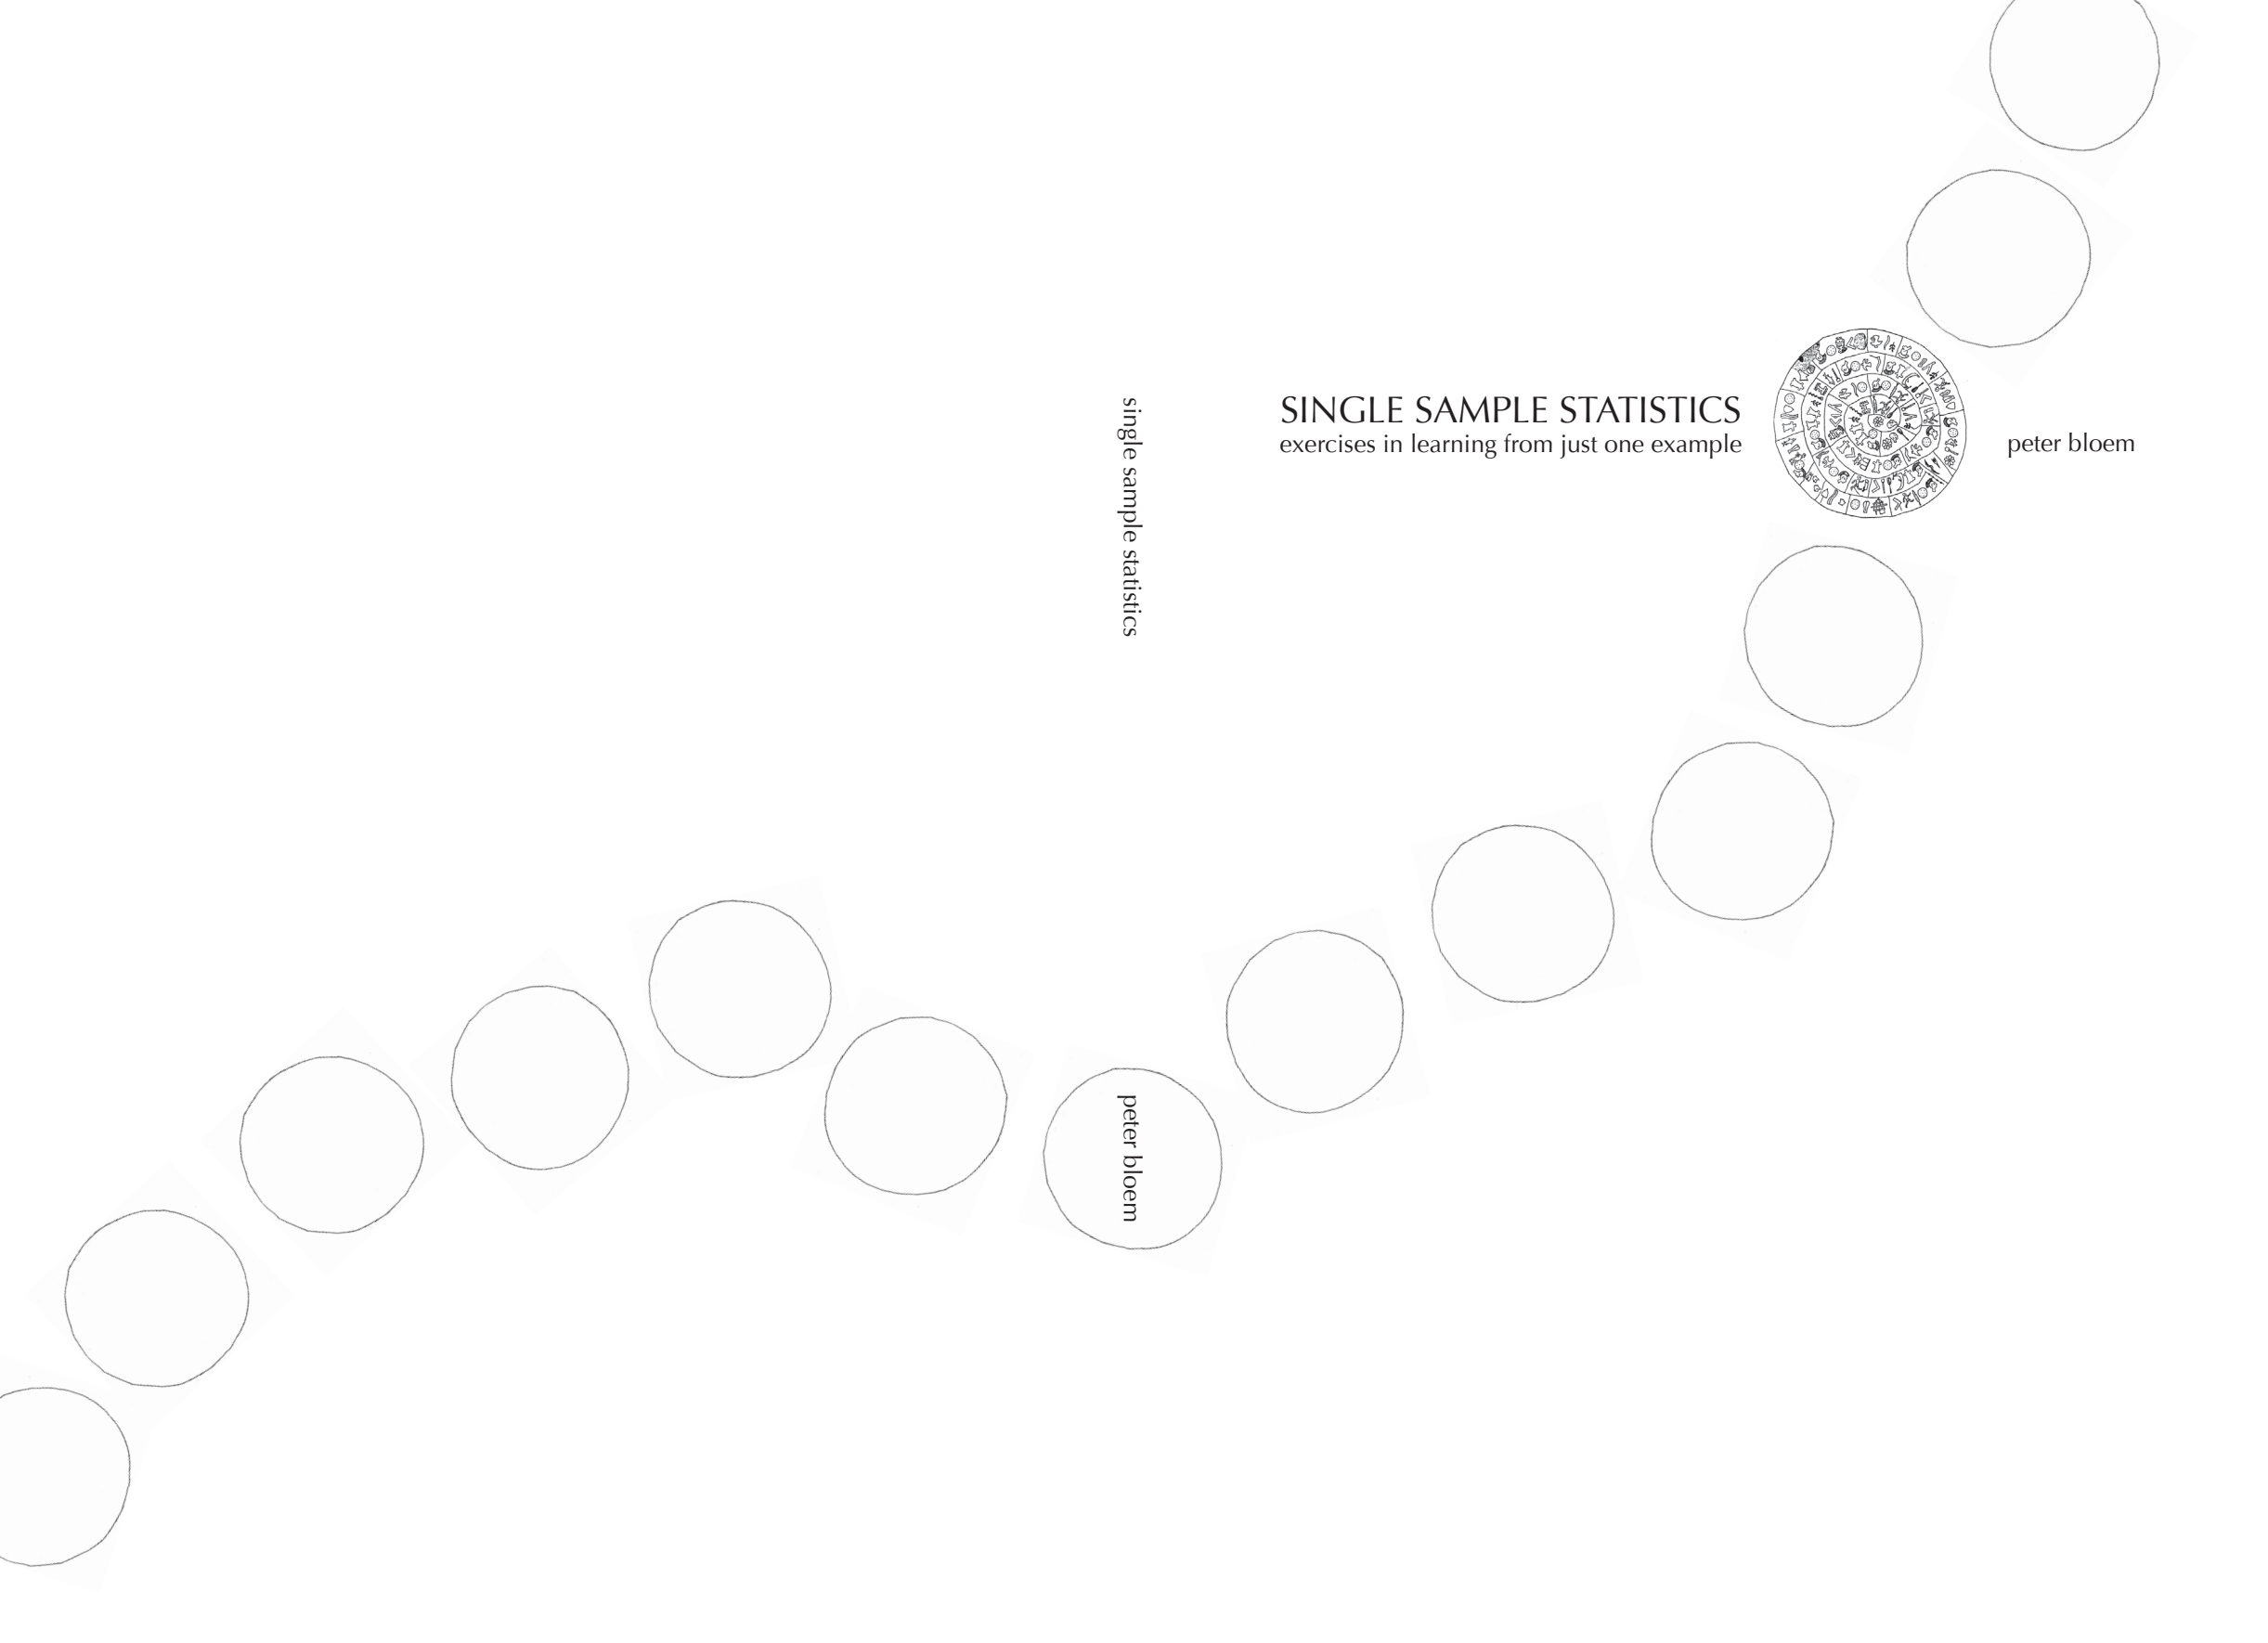 single sample statistics
peter bloem
SINGLE SAMPLE STATISTICS
exercises in learning from just one example
peter bloem